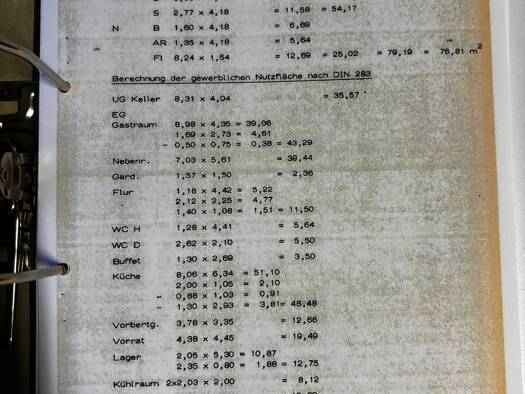 S 2,77 x 4,18 = 11,58 = 54,17
N B 1,60 x 4,18 = 6,69
AR 1,35 x 4,18 = 5,64
Fl 8,24 x 1,54 = 12,69 = 25,02 = 79,19 = 76,81 m²
Berechnung der gewerblichen Nutzfläche nach DIN 283
UG Keller 8,31 x 4,04 = 35,57
EG
Gastraum 8,98 x 4,35 = 39,06
1,69 x 2,73 = 4,61
- 0,50 x 0,75 = 0,38 = 43,29
Nebenr. 7,03 x 5,61 = 39,44
Gard. 1,57 x 1,50 = 2,36
Flur 1,18 x 4,42 = 5,22
2,12 x 2,25 = 4,77
1,40 x 1,08 = 1,51 = 11,50
WC H 1,28 x 4,41 = 5,64
WC D 2,62 x 2,10 = 5,50
Buffet 1,30 x 2,69 = 3,50
Küche 8,06 x 6,34 = 51,10
2,00 x 1,05 = 2,10
- 0,88 x 1,03 = 0,91
- 1,30 x 2,93 = 3,81= 48,48
Vorbertg. 3,78 x 3,35 = 12,66
Vorrat 4,38 x 4,45 = 19,49
Lager 2,05 x 5,30 = 10,87
2,35 x 0,80 = 1,88 = 12,75
Kühlraum 2x2,03 x 2,00 = 8,12